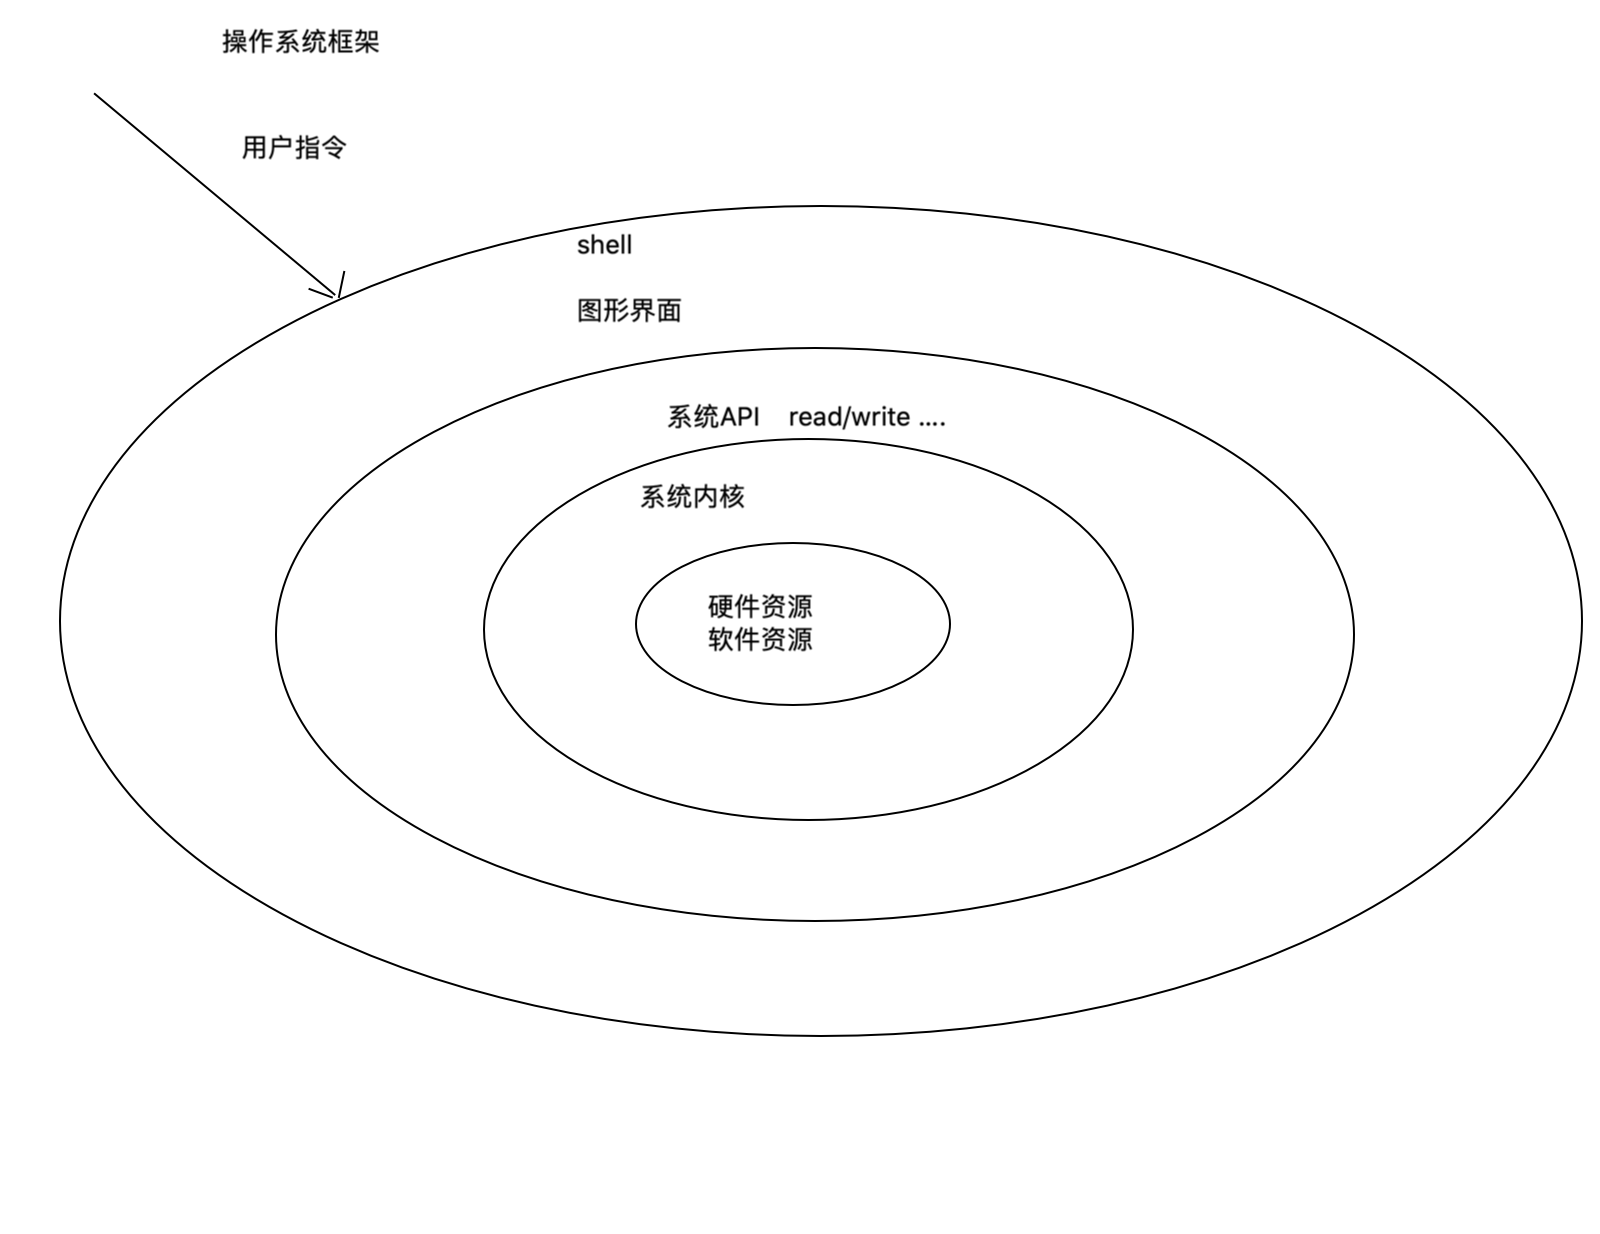 操作系统框架
用户指令
shell
图形界面
系统API read/write ....
系统内核
硬件资源
软件资源